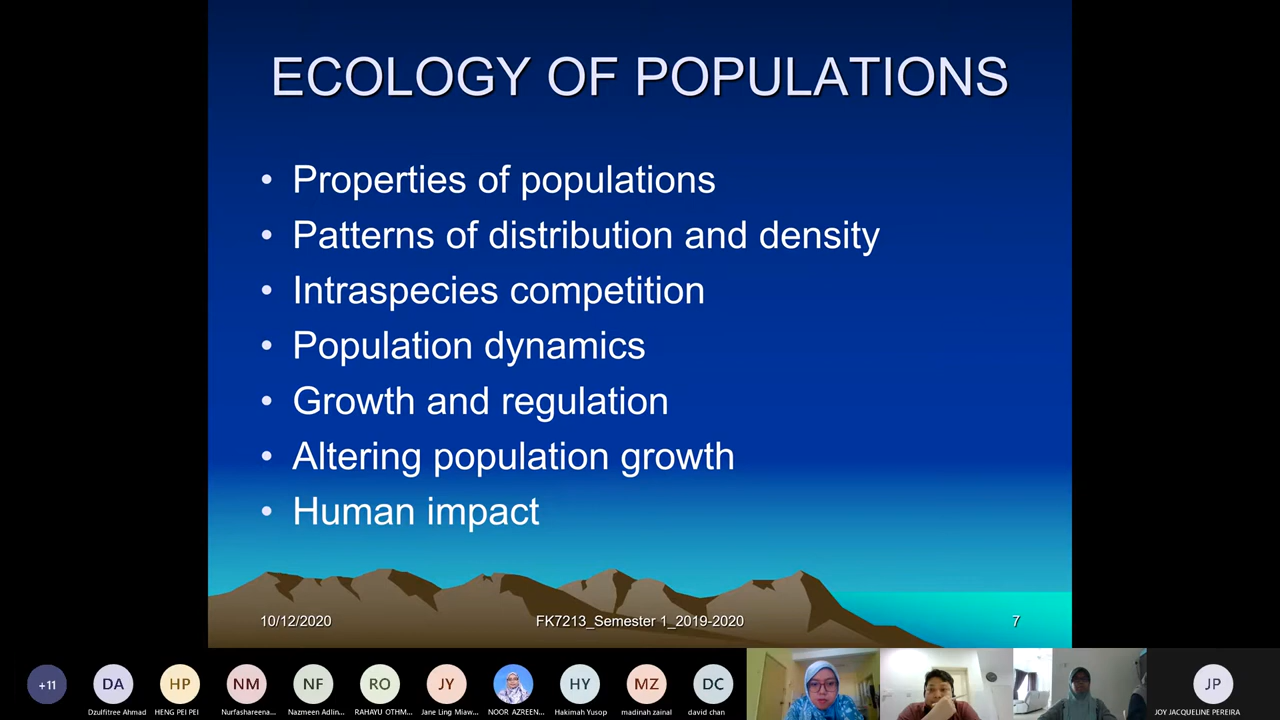 ECOLOGY OF POPULATIONS
• Properties of populations
• Patterns of distribution and density
• Intraspecies competition
• Population dynamics
• Growth and regulation
• Altering population growth
• Human impact
10/12/2020 FK7213_Semester 1_2019-2020 7
+11 DA HP NM NF RO JY HY MZ DC JP
Dzulfitree Ahmad HENG PEI PEI Nurfashareena... Nazmeen Adlin... RAHAYU OTHM... Jane Ling Miaw... NOOR AZREEN... Hakimah Yusop madinah zainal david chan JOY JACQUELINE PEREIRA